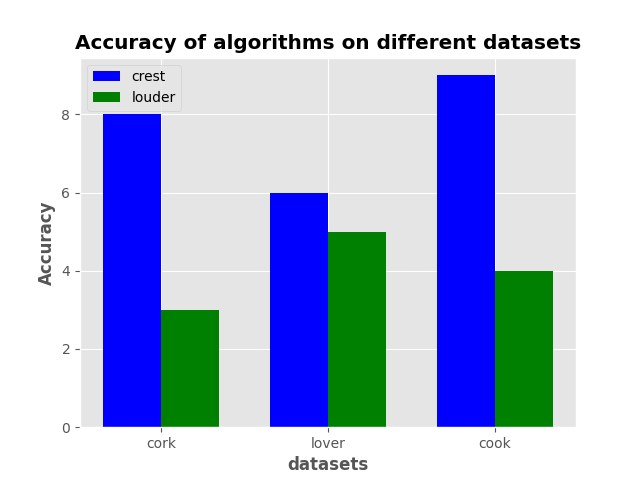 Accuracy of algorithms on different datasets
crest
louder
8
6
4
2
0
Accuracy
cork lover cook
datasets